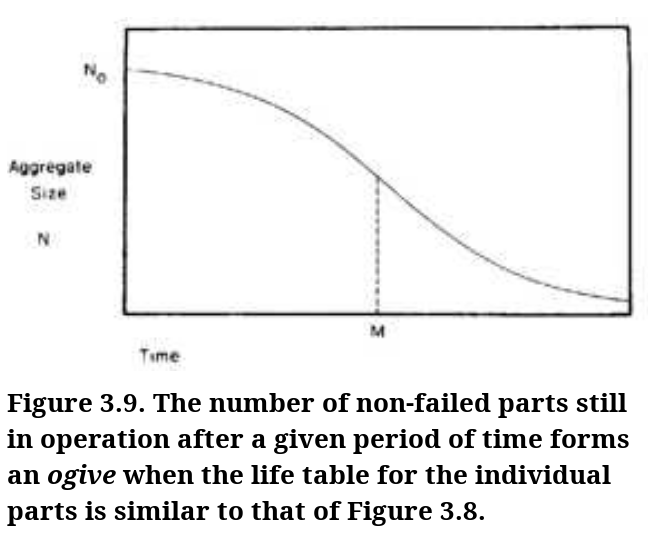 N₀
Aggregate
Size
N
M
Time
Figure 3.9. The number of non-failed parts still
in operation after a given period of time forms
an ogive when the life table for the individual
parts is similar to that of Figure 3.8.